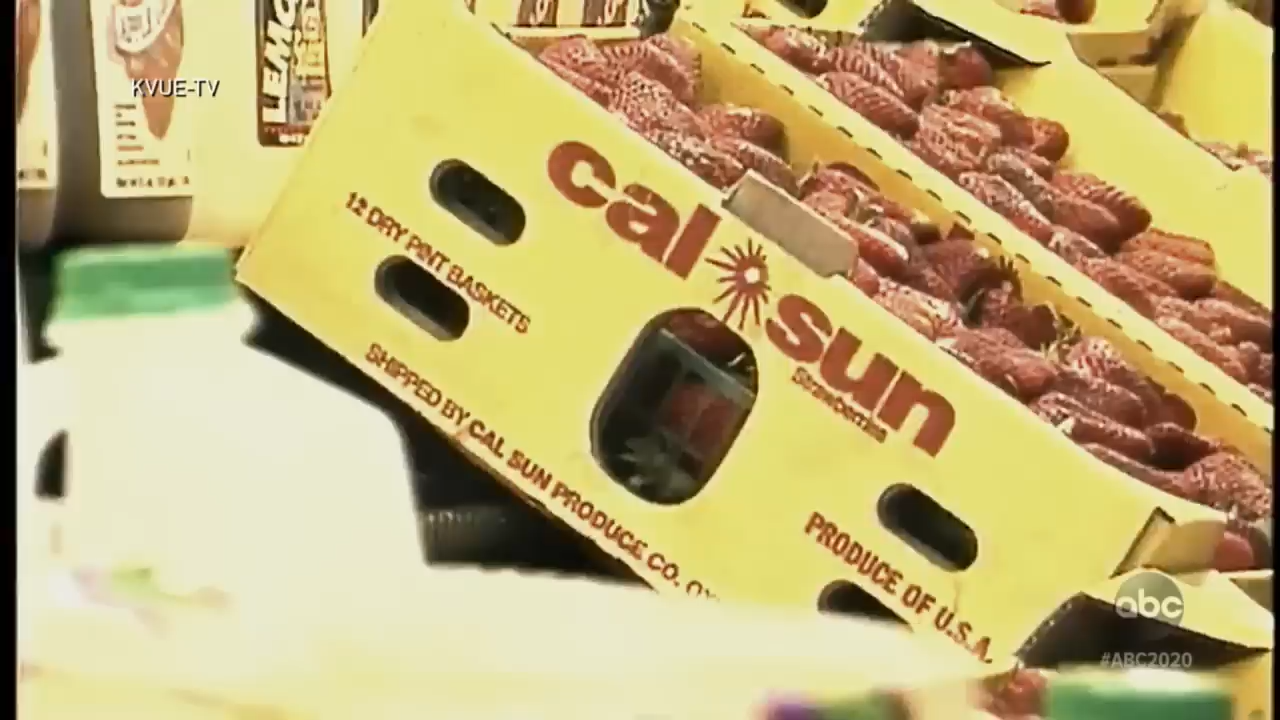 KVUE-TV
LEMO
cal sun
Strawberries
12 DRY PINT BASKETS
SHIPPED BY CAL SUN PRODUCE CO.
PRODUCE OF U.S.A.
abc
#ABC2020